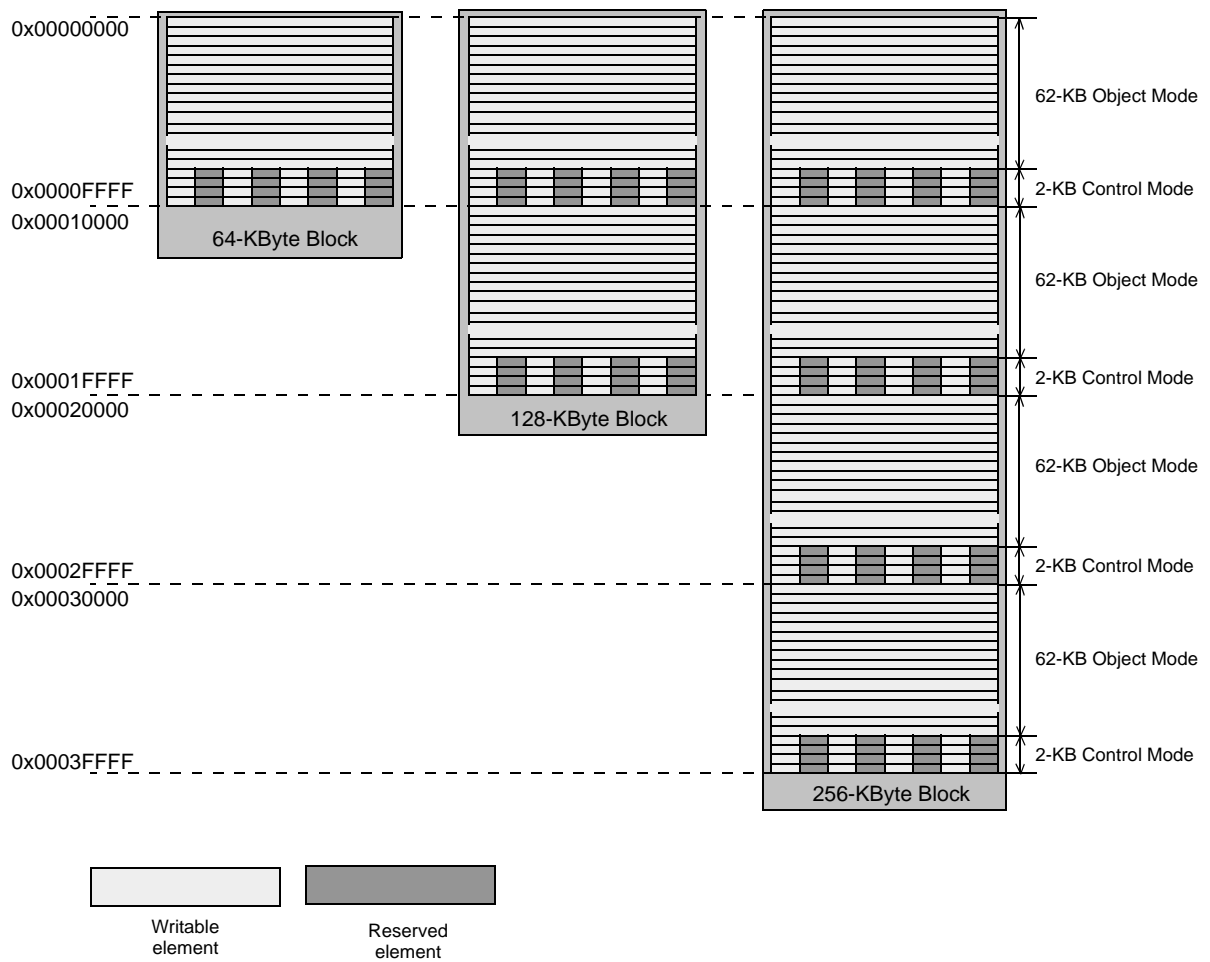 0x00000000
62-KB Object Mode
0x0000FFFF
2-KB Control Mode
0x00010000
64-KByte Block
62-KB Object Mode
0x0001FFFF
2-KB Control Mode
0x00020000
128-KByte Block
62-KB Object Mode
0x0002FFFF
2-KB Control Mode
0x00030000
62-KB Object Mode
0x0003FFFF
2-KB Control Mode
256-KByte Block
Writable
element
Reserved
element